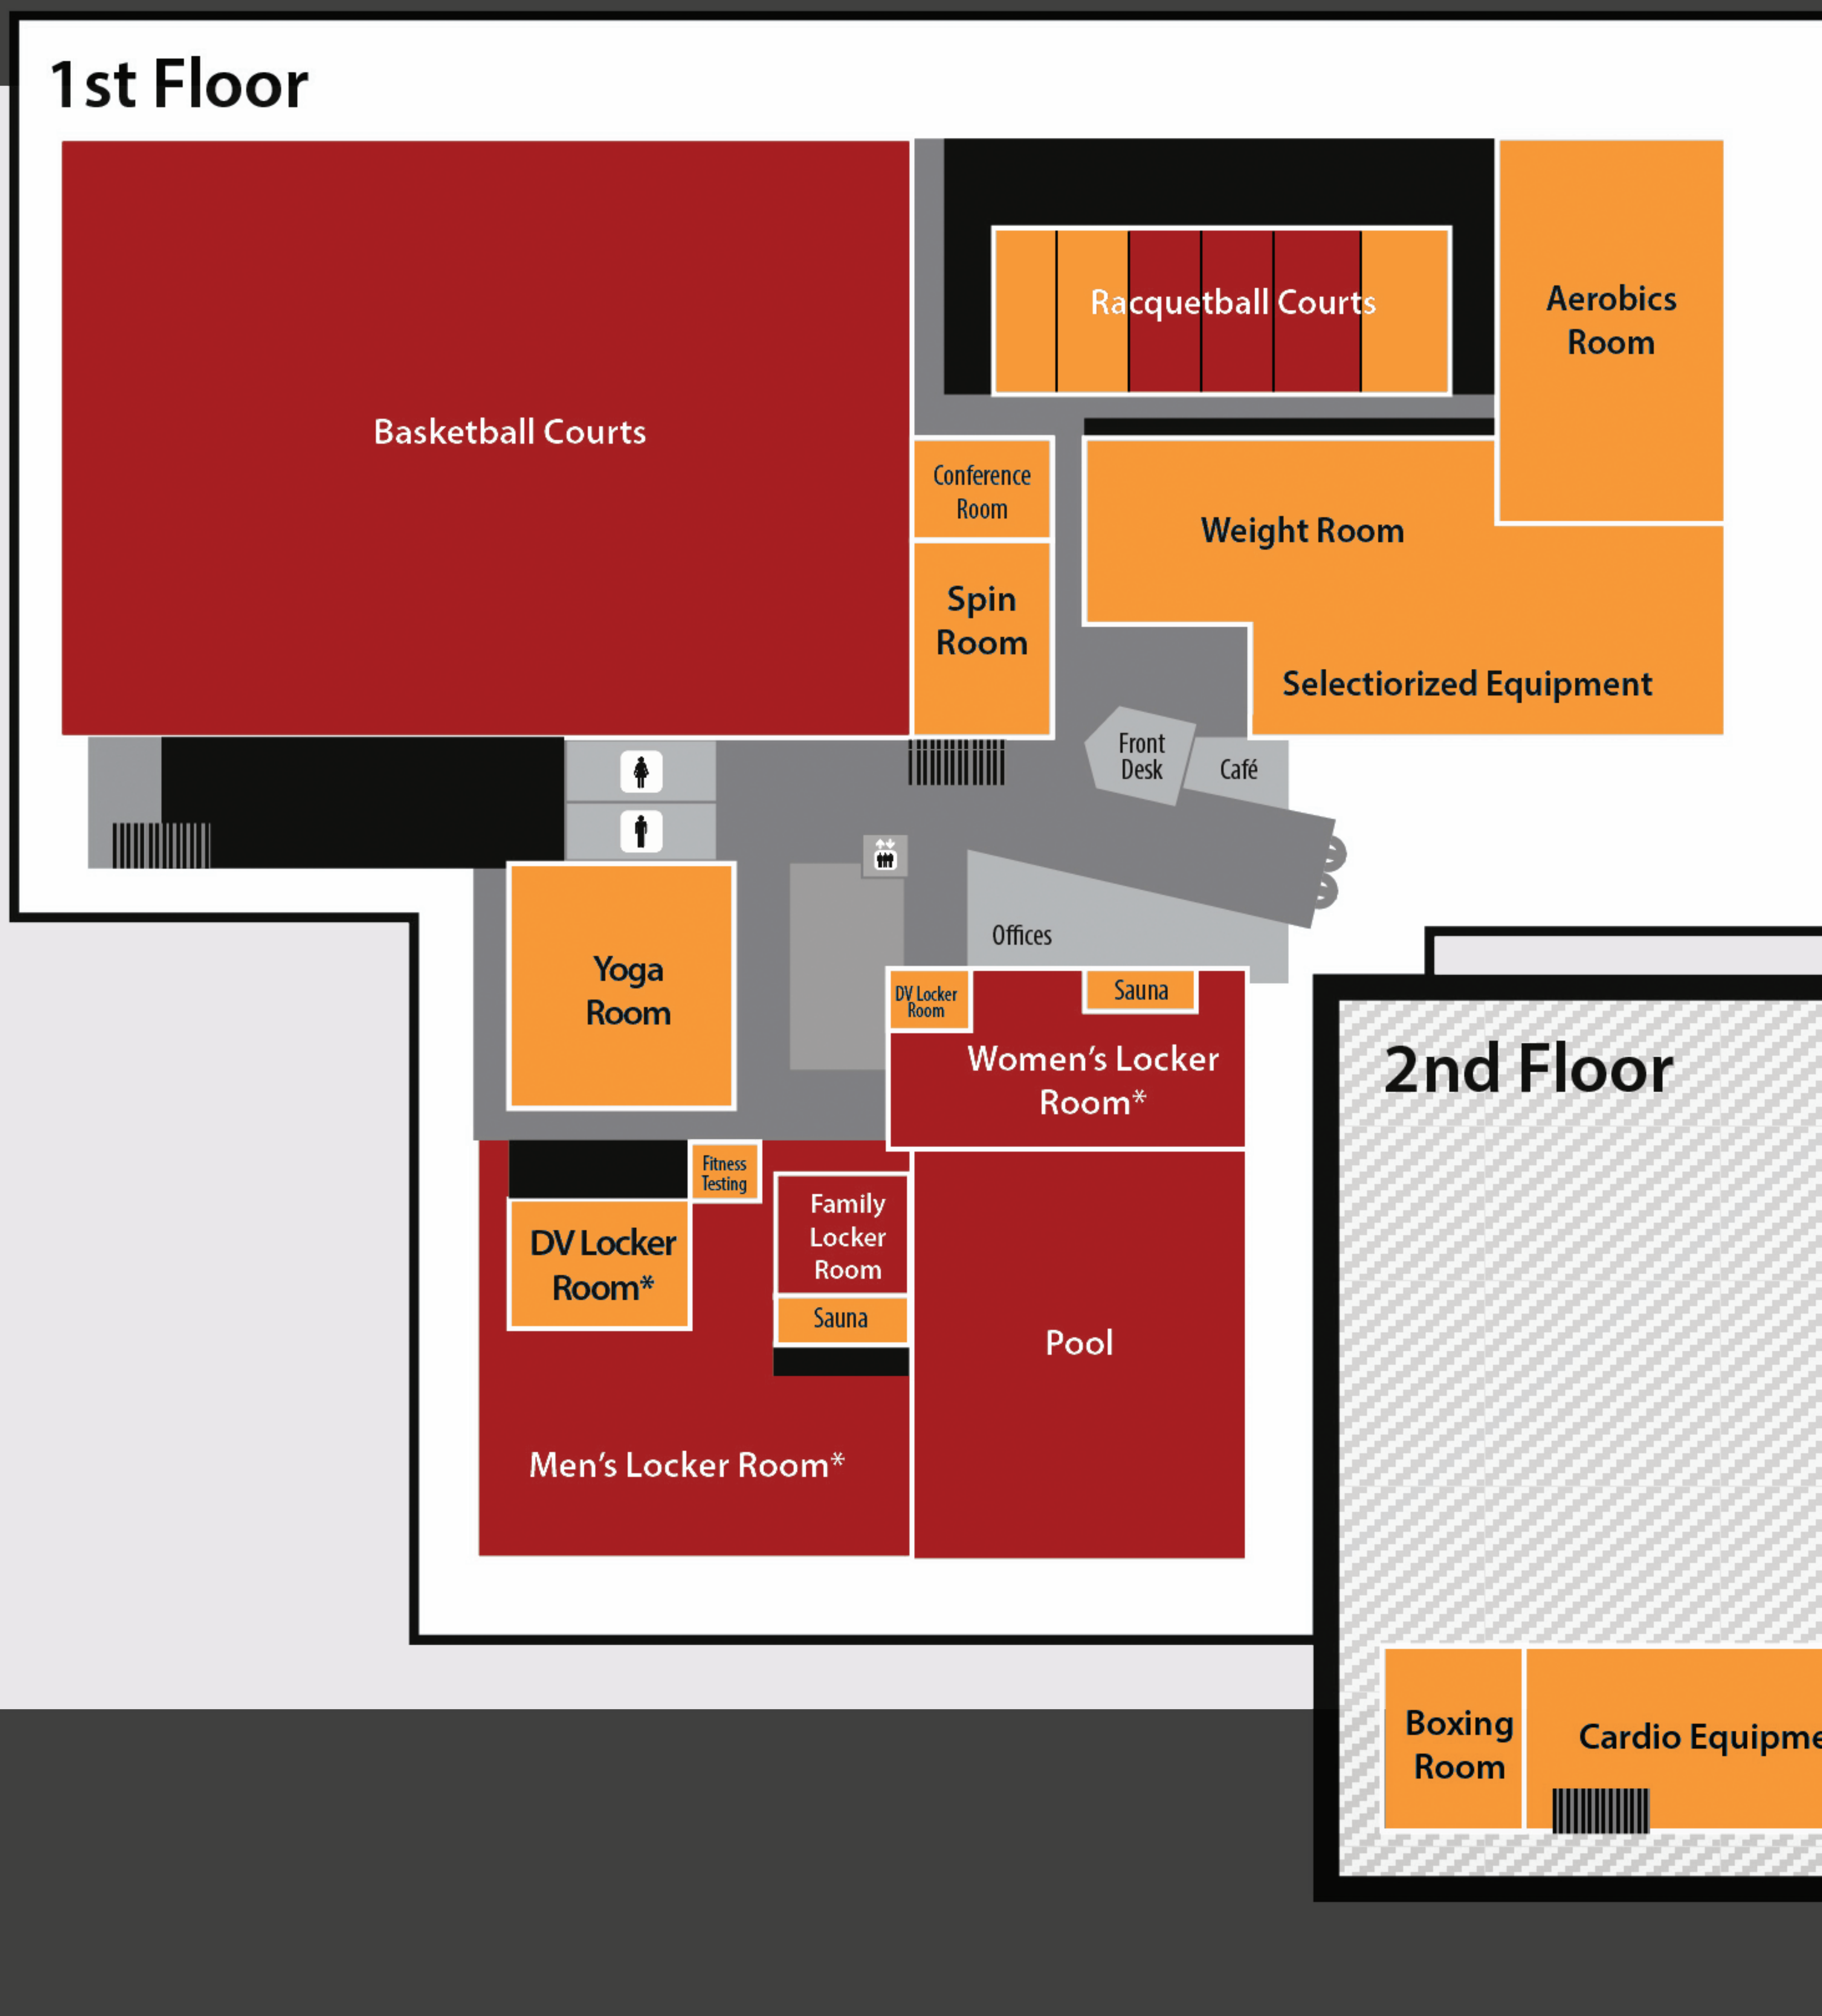 1st Floor
Basketball Courts
Racquetball Courts
Aerobics
Room
Conference
Room
Weight Room
Spin
Room
Selectiorized Equipment
Front
Desk
Café
Offices
Yoga
Room
DV Locker
Room
Sauna
Women’s Locker
Room*
2nd Floor
Fitness
Testing
Family
Locker
Room
DV Locker
Room*
Sauna
Pool
Men’s Locker Room*
Boxing
Room
Cardio Equipme